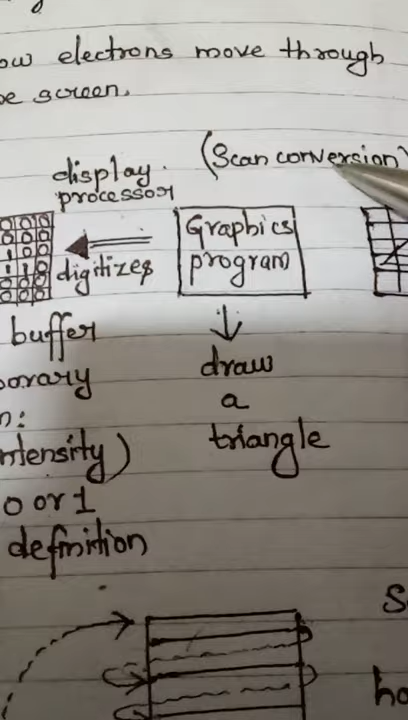 ow electrons move through
e screen.
(Scan conversion)
display
processor
Graphics
program
digitizes
buffer
orary
draw
a
triangle
n:
ntensity)
0 or 1
definition
S
ho